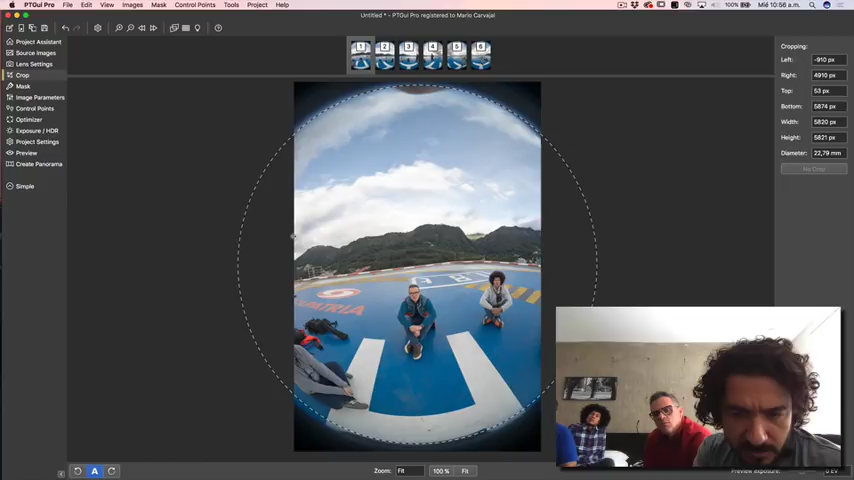 PTGui Pro File Edit View Images Mask Control Points Tools Project Help
100% Mié 10:56 a.m.
Untitled * - PTGui Pro registered to Mario Carvajal
Project Assistant
Source Images
Lens Settings
Crop
Mask
Image Parameters
Control Points
Optimizer
Exposure / HDR
Project Settings
Preview
Create Panorama
Simple
1 2 3 4 5 6
Cropping:
Left: -910 px
Right: 4910 px
Top: 53 px
Bottom: 5874 px
Width: 5820 px
Height: 5821 px
Diameter: 22,79 mm
No Crop
A
Zoom: Fit 100 % Fit
Preview exposure: 0 EV